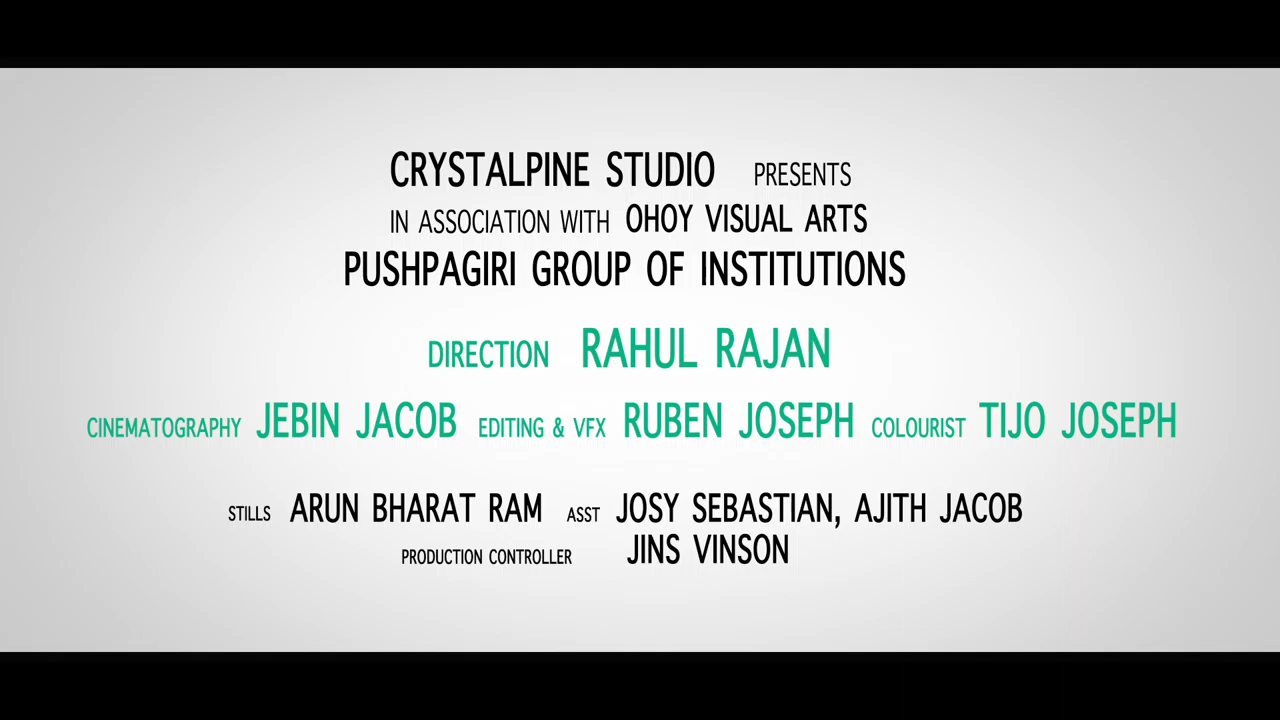 CRYSTALPINE STUDIO PRESENTS
IN ASSOCIATION WITH OHOY VISUAL ARTS
PUSHPAGIRI GROUP OF INSTITUTIONS
DIRECTION RAHUL RAJAN
CINEMATOGRAPHY JEBIN JACOB EDITING & VFX RUBEN JOSEPH COLOURIST TIJO JOSEPH
STILLS ARUN BHARAT RAM ASST JOSY SEBASTIAN, AJITH JACOB
PRODUCTION CONTROLLER JINS VINSON